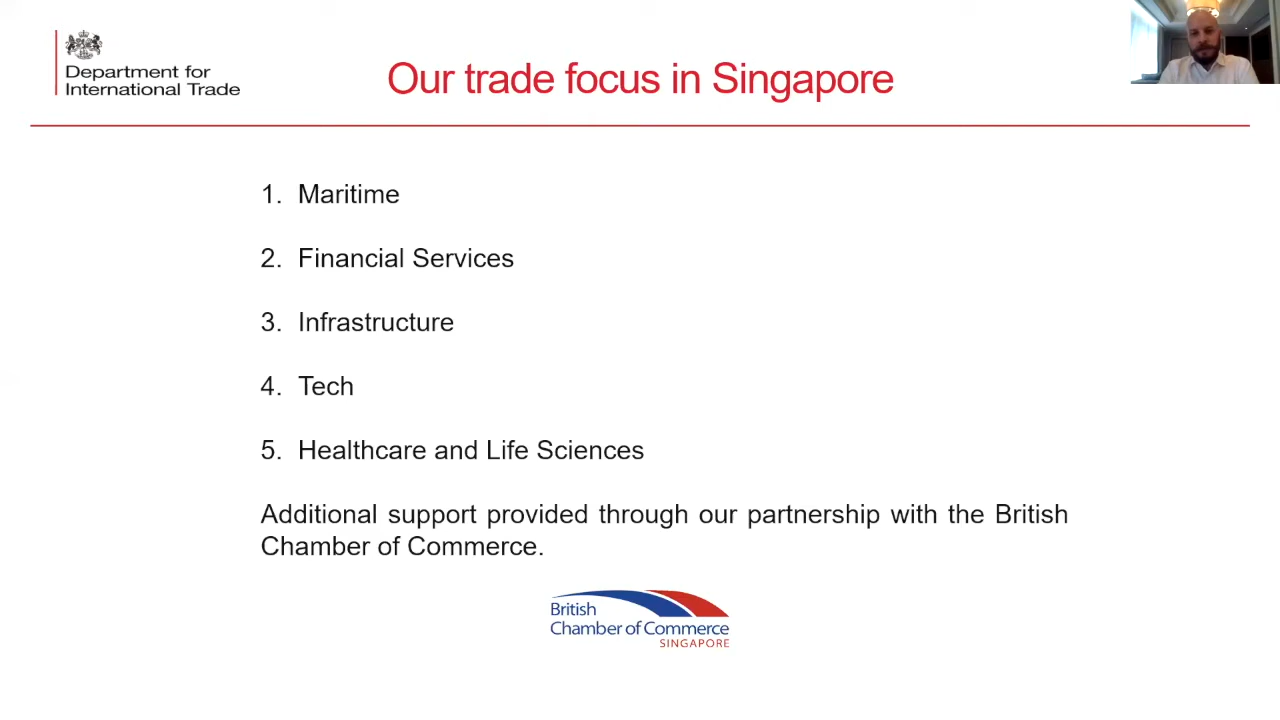 Department for
International Trade
Our trade focus in Singapore
1. Maritime
2. Financial Services
3. Infrastructure
4. Tech
5. Healthcare and Life Sciences
Additional support provided through our partnership with the British
Chamber of Commerce.
British
Chamber of Commerce
SINGAPORE